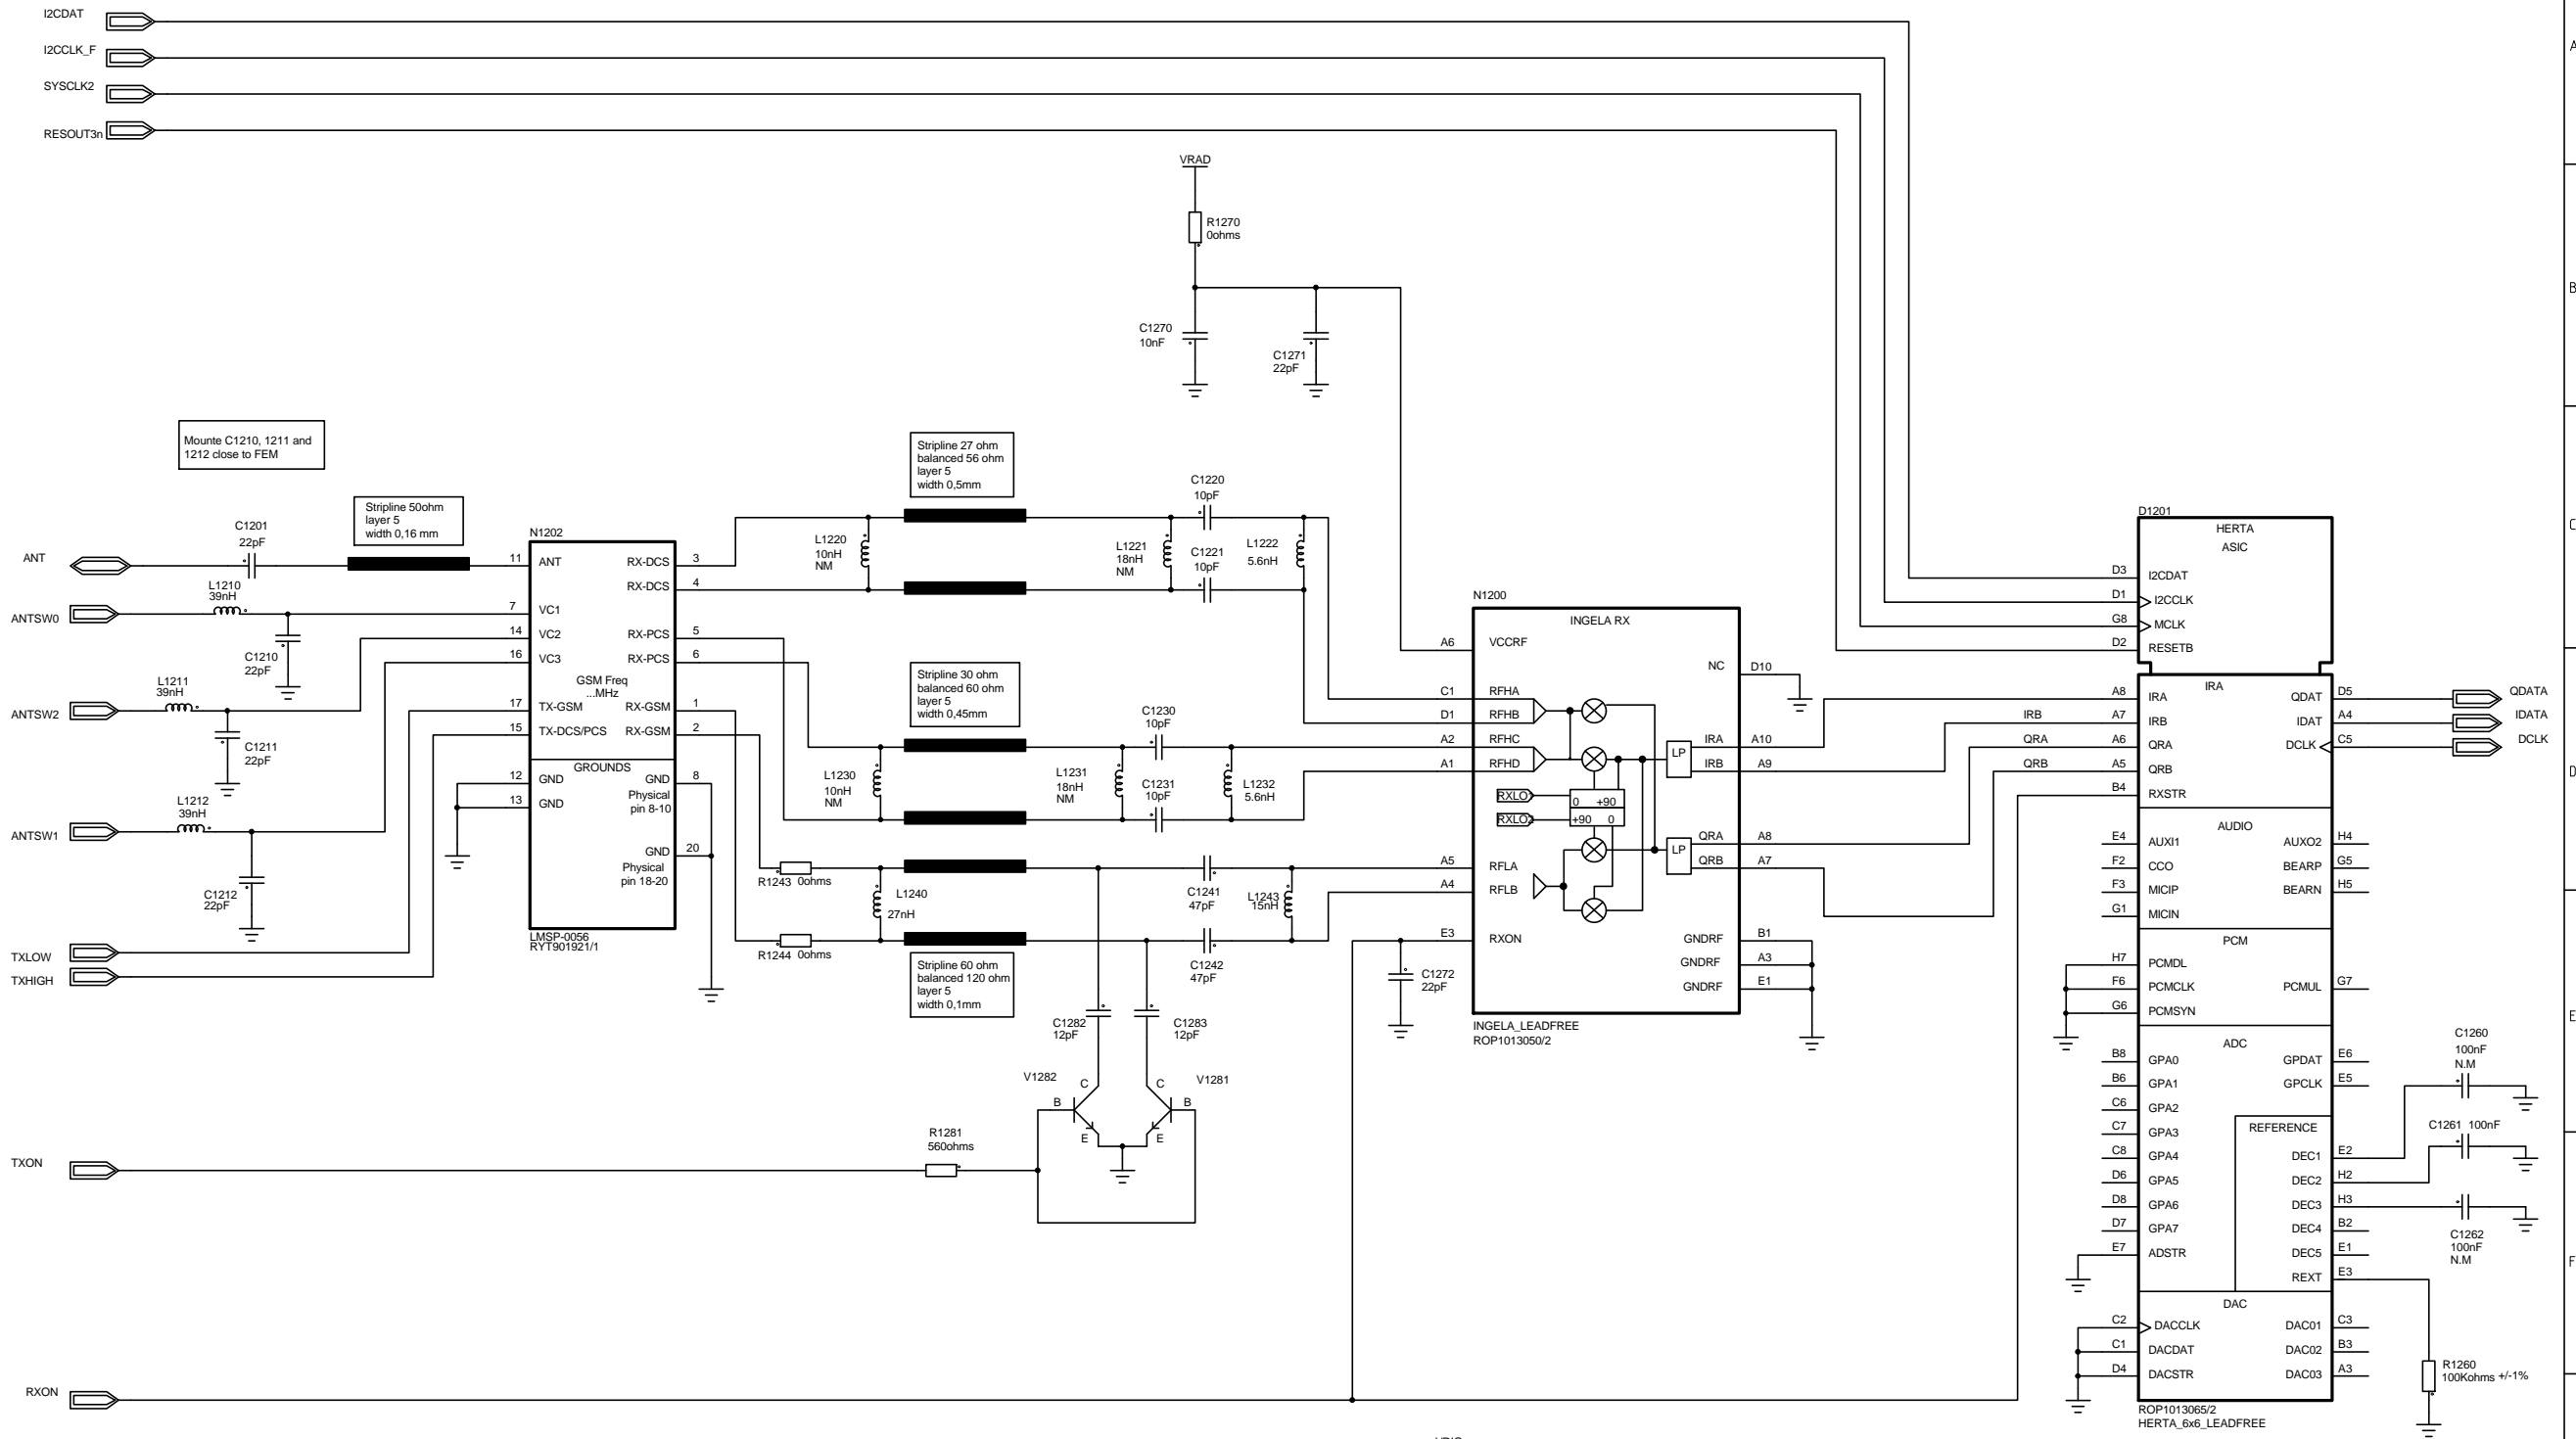 I2CDAT
I2CCLK_F
SYSCLK2
RESOUT3n
A
B
C
D
E
F
VRAD
R1270
0ohms
C1270
10nF
C1271
22pF
Mounte C1210, 1211 and
1212 close to FEM
Stripline 50ohm
layer 5
width 0,16 mm
C1201
22pF
ANT
L1210
39nH
ANTSW0
C1210
22pF
L1211
39nH
ANTSW2
C1211
22pF
L1212
39nH
ANTSW1
C1212
22pF
TXLOW
TXHIGH
N1202
11 ANT
7 VC1
14 VC2
16 VC3
17 TX-GSM
15 TX-DCS/PCS
12 GND
13 GND
RX-DCS 3
RX-DCS 4
RX-PCS 5
RX-PCS 6
GSM Freq
...MHz
RX-GSM 1
RX-GSM 2
GROUNDS
GND 8
Physical
pin 8-10
GND 20
Physical
pin 18-20
LMSP-0056
RYT901921/1
Stripline 27 ohm
balanced 56 ohm
layer 5
width 0,5mm
L1220
10nH
NM
L1221
18nH
NM
C1220
10pF
C1221
10pF
L1222
5.6nH
Stripline 30 ohm
balanced 60 ohm
layer 5
width 0,45mm
L1230
10nH
NM
L1231
18nH
NM
C1230
10pF
C1231
10pF
L1232
5.6nH
R1243 0ohms
L1240
27nH
R1244 0ohms
Stripline 60 ohm
balanced 120 ohm
layer 5
width 0,1mm
C1241
47pF
C1242
47pF
L1243
15nH
C1282
12pF
C1283
12pF
V1282
V1281
C
C
B
B
E
E
R1281
560ohms
TXON
RXON
C1272
22pF
N1200
INGELA RX
A6 VCCRF
C1 RFHA
D1 RFHB
A2 RFHC
A1 RFHD
RXLO1
RXLO2
0 +90
+90 0
A5 RFLA
A4 RFLB
E3 RXON
NC D10
LP
IRA A10
IRB A9
LP
QRA A8
QRB A7
GNDRF B1
GNDRF A3
GNDRF E1
INGELA_LEADFREE
ROP1013050/2
IRB
QRA
QRB
D1201
HERTA
ASIC
D3 I2CDAT
D1 I2CCLK
G8 MCLK
D2 RESETB
IRA
A8 IRA
A7 IRB
A6 QRA
A5 QRB
B4 RXSTR
QDAT D5
IDAT A4
DCLK C5
QDATA
IDATA
DCLK
AUDIO
E4 AUXI1
F2 CCO
F3 MICIP
G1 MICIN
AUXO2 H4
BEARP G5
BEARN H5
PCM
H7 PCMDL
F6 PCMCLK
G6 PCMSYN
PCMUL G7
ADC
B8 GPA0
B6 GPA1
C6 GPA2
C7 GPA3
C8 GPA4
D6 GPA5
D8 GPA6
D7 GPA7
E7 ADSTR
GPDAT E6
GPCLK E5
REFERENCE
DEC1 E2
DEC2 H2
DEC3 H3
DEC4 B2
DEC5 E1
REXT E3
DAC
C2 DACCLK
C1 DACDAT
D4 DACSTR
DAC01 C3
DAC02 B3
DAC03 A3
ROP1013065/2
HERTA_6x6_LEADFREE
C1260
100nF
N.M
C1261 100nF
C1262
100nF
N.M
R1260
100Kohms +/-1%